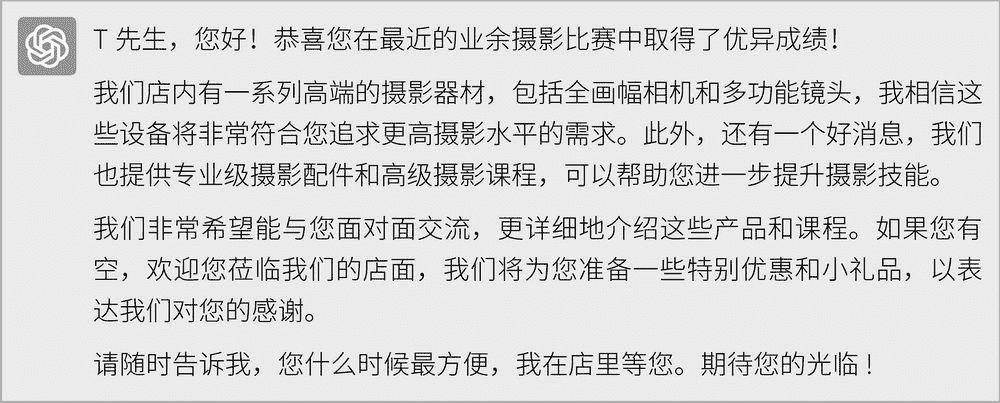 T 先生，您好！恭喜您在最近的业余摄影比赛中取得了优异成绩！
我们店内有一系列高端的摄影器材，包括全画幅相机和多功能镜头，我相信这
些设备将非常符合您追求更高摄影水平的需求。此外，还有一个好消息，我们
也提供专业级摄影配件和高级摄影课程，可以帮助您进一步提升摄影技能。
我们非常希望能与您面对面交流，更详细地介绍这些产品和课程。如果您有
空，欢迎您莅临我们的店面，我们将为您准备一些特别优惠和小礼品，以表
达我们对您的感谢。
请随时告诉我，您什么时候最方便，我在店里等您。期待您的光临！